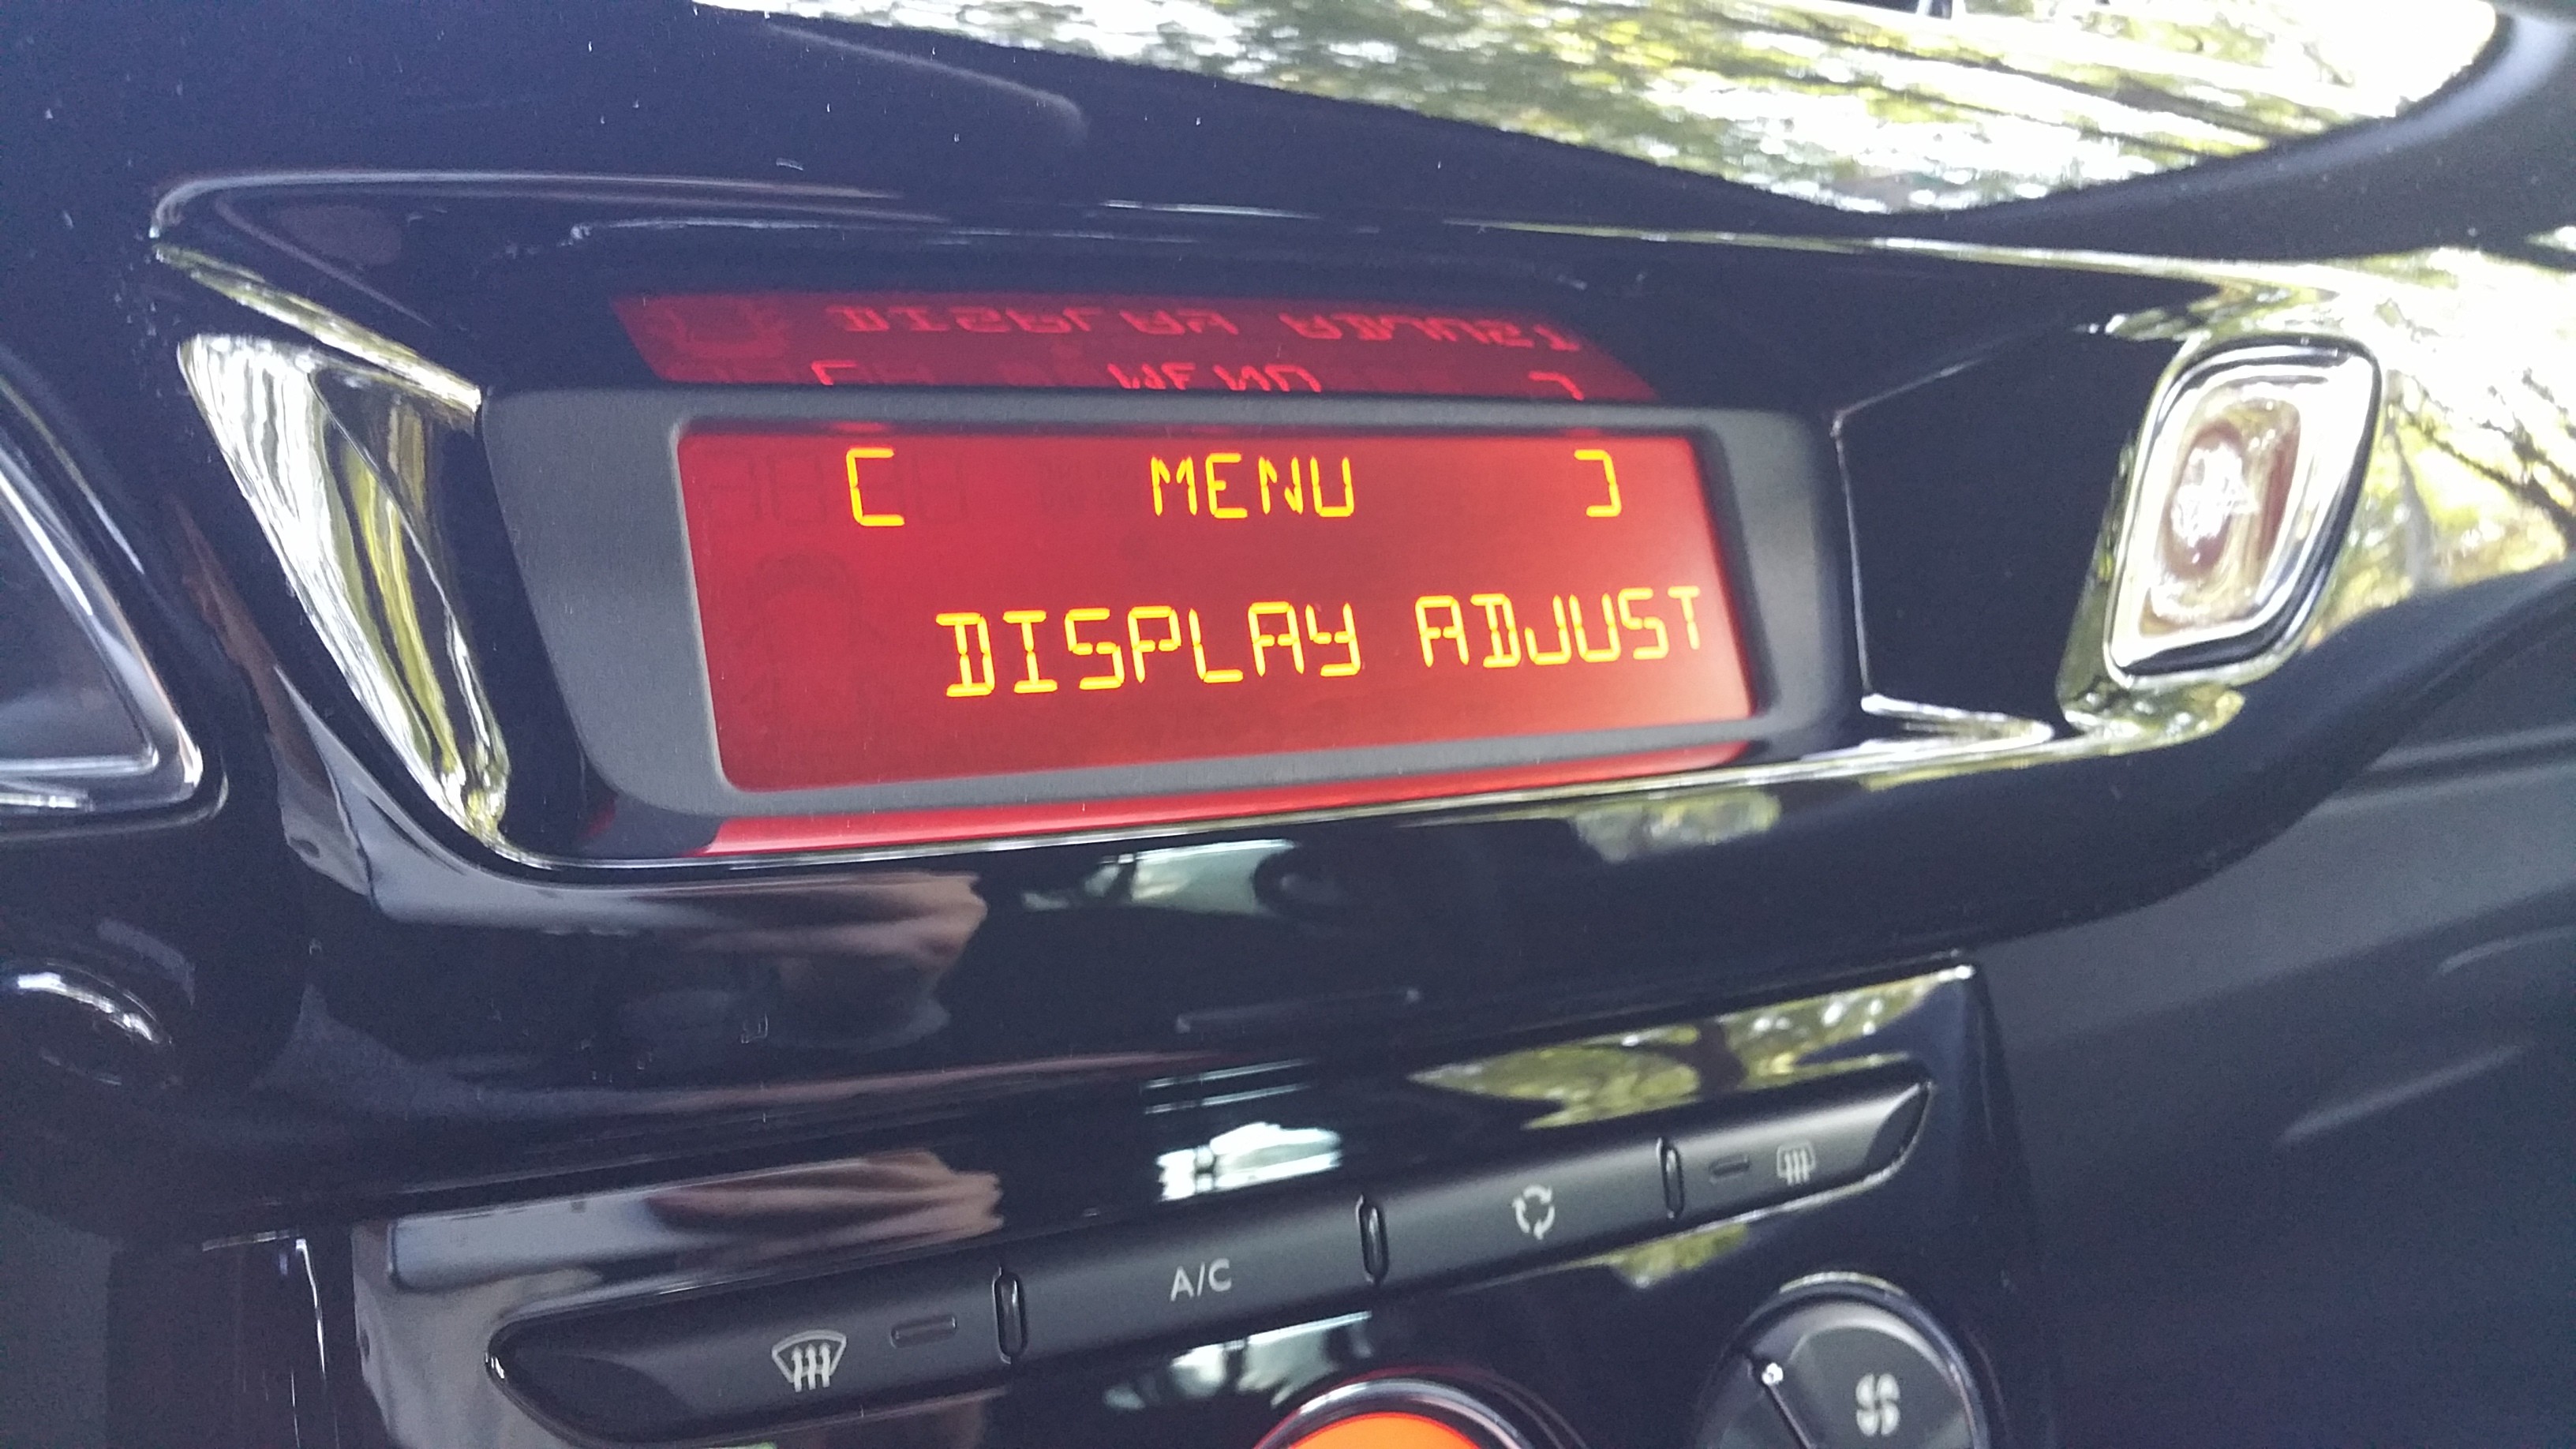 [ MENU ]
DISPLAY ADJUST
A/C